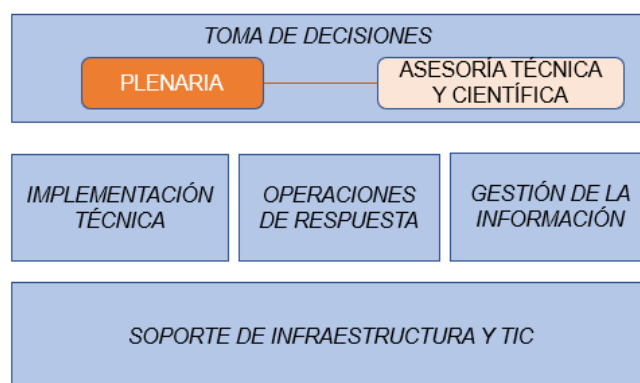 TOMA DE DECISIONES
PLENARIA
ASESORÍA TÉCNICA
Y CIENTÍFICA
IMPLEMENTACIÓN
TÉCNICA
OPERACIONES
DE RESPUESTA
GESTIÓN DE LA
INFORMACIÓN
SOPORTE DE INFRAESTRUCTURA Y TIC